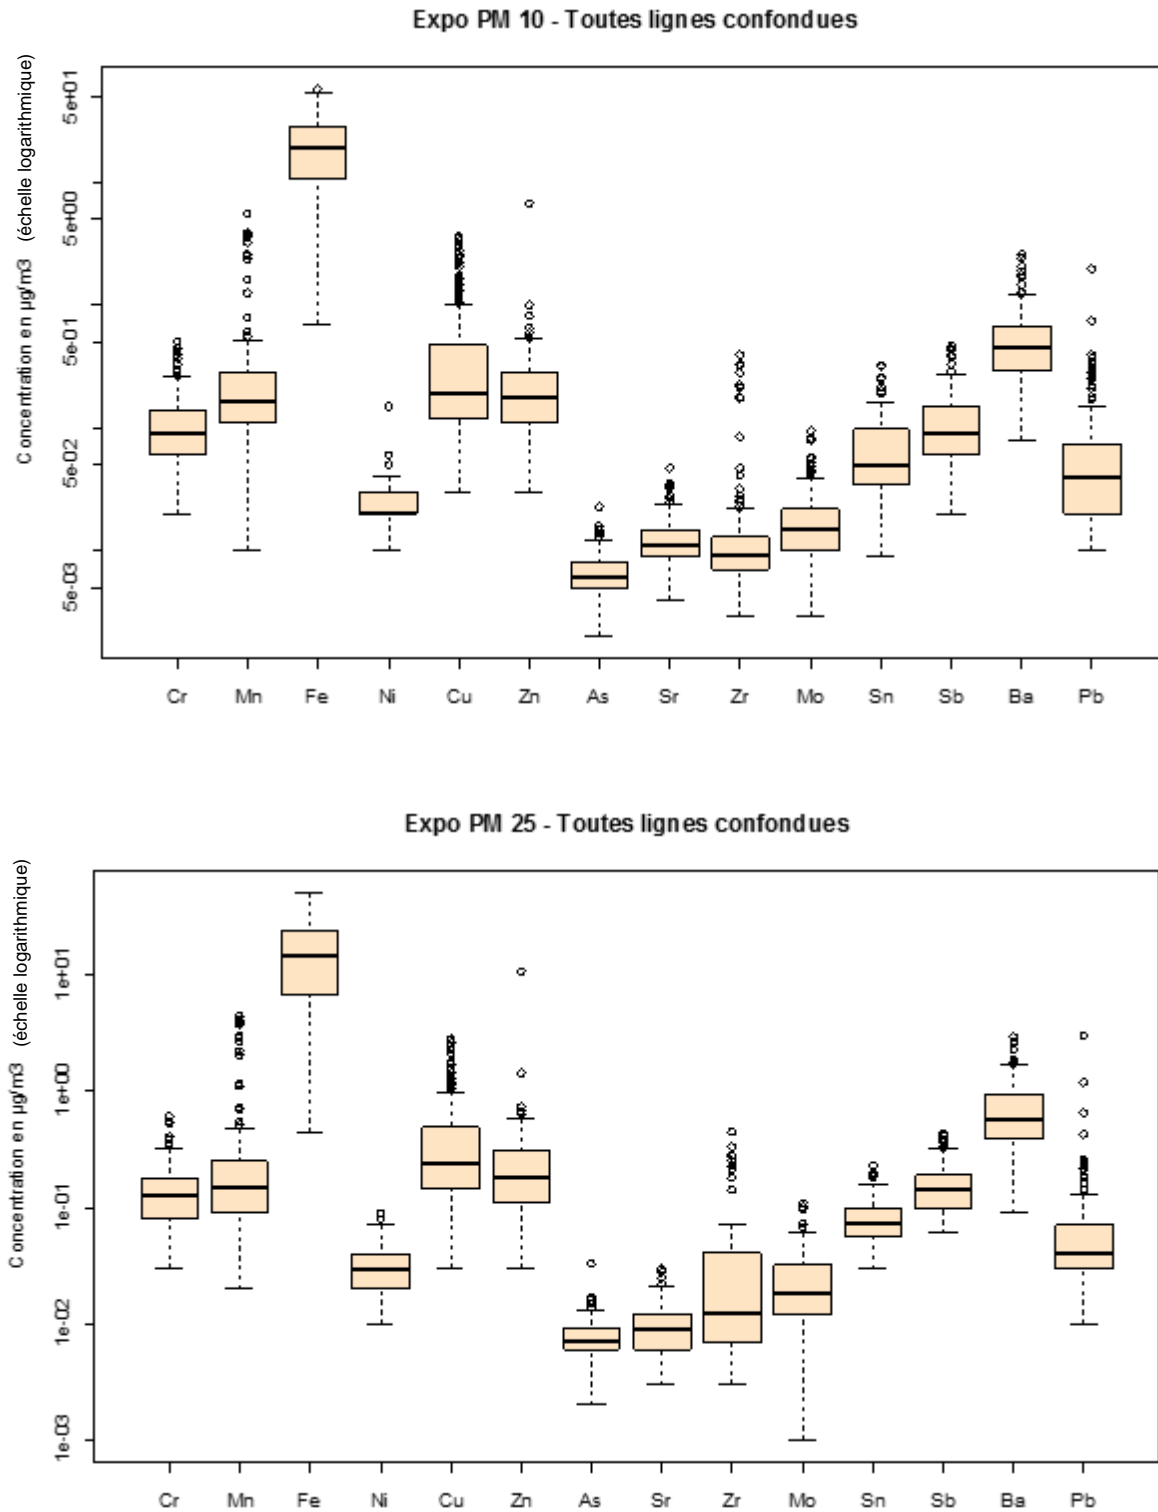 Expo PM 10 - Toutes lignes confondues
Concentration en µg/m3 (échelle logarithmique)
5e+01
5e+00
5e-01
5e-02
5e-03
Cr Mn Fe Ni Cu Zn As Sr Zr Mo Sn Sb Ba Pb
Expo PM 25 - Toutes lignes confondues
Concentration en µg/m3 (échelle logarithmique)
1e+01
1e+00
1e-01
1e-02
1e-03
Cr Mn Fe Ni Cu Zn As Sr Zr Mo Sn Sb Ba Pb